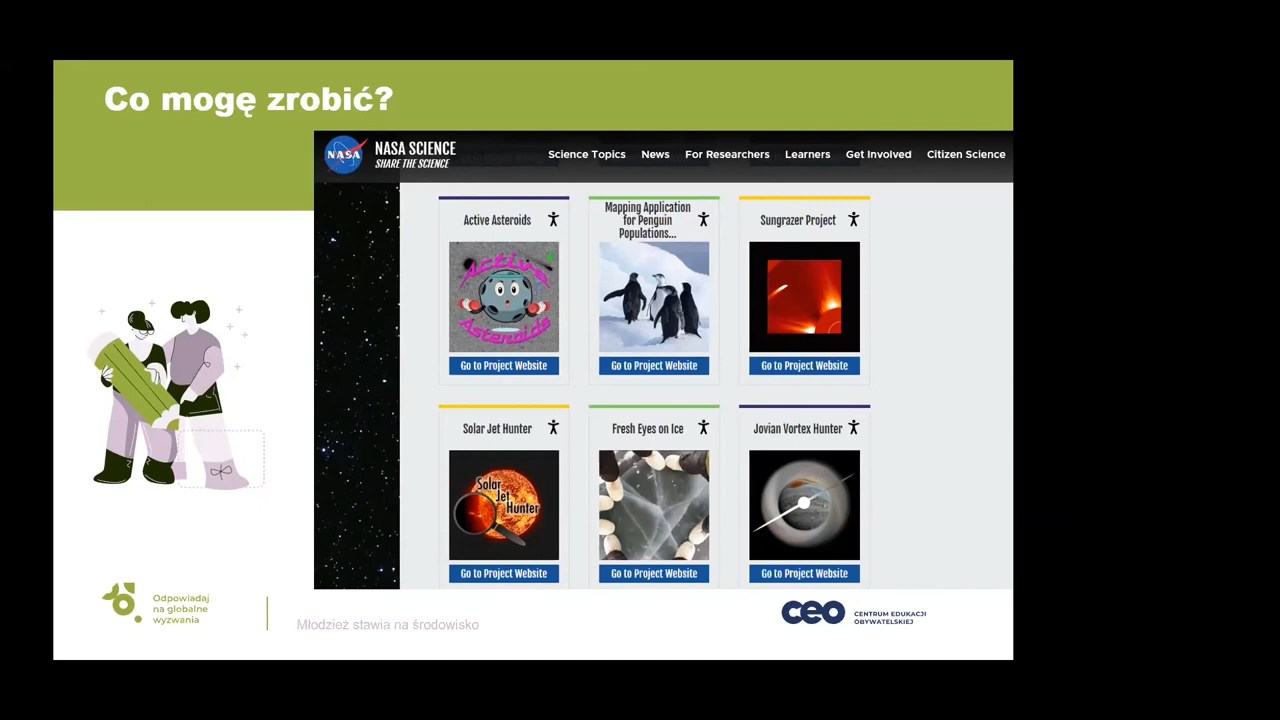 Co mogę zrobić?
NASA
NASA SCIENCE
SHARE THE SCIENCE
Science Topics News For Researchers Learners Get Involved Citizen Science
Active Asteroids
Mapping Application
for Penguin
Populations...
Sungrazer Project
Active
Asteroids
Go to Project Website
Go to Project Website
Go to Project Website
Solar Jet Hunter
Fresh Eyes on Ice
Jovian Vortex Hunter
Solar
Jet
Hunter
Go to Project Website
Go to Project Website
Go to Project Website
Odpowiadaj
na globalne
wyzwania
Młodzież stawia na środowisko
ceo
CENTRUM EDUKACJI
OBYWATELSKIEJ